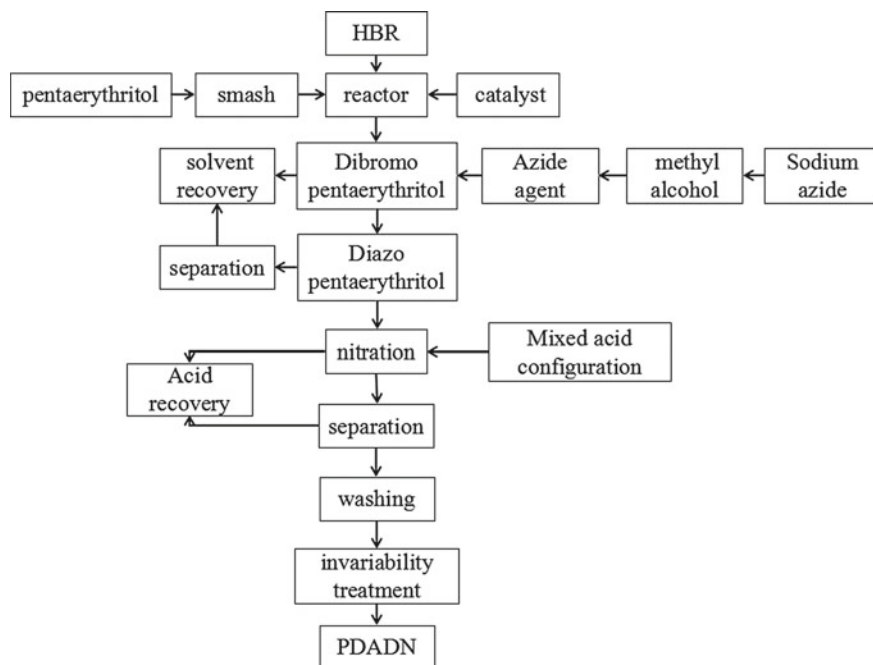 HBR
pentaerythritol
smash
reactor
catalyst
solvent
recovery
Dibromo
pentaerythritol
Azide
agent
methyl
alcohol
Sodium
azide
separation
Diazo
pentaerythritol
nitration
Mixed acid
configuration
Acid
recovery
separation
washing
invariability
treatment
PDADN